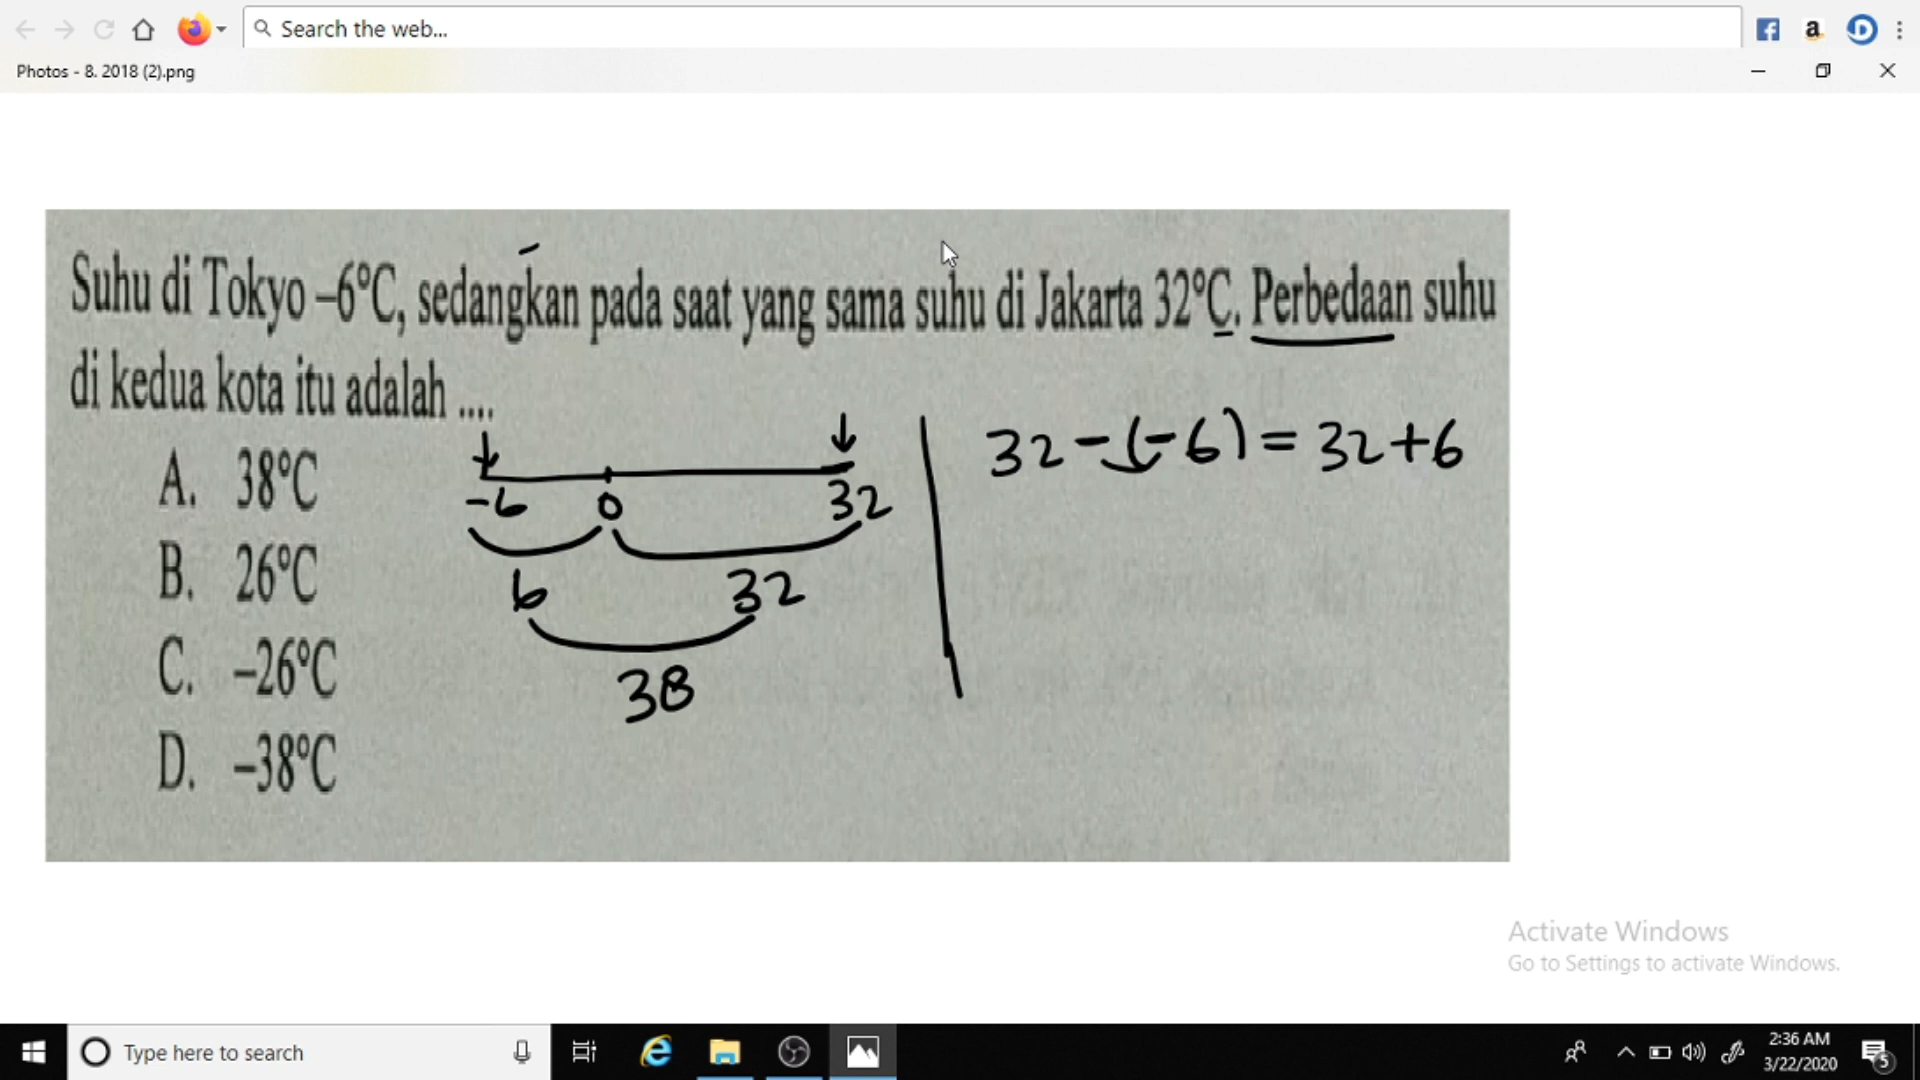 Search the web...
Photos - 8. 2018 (2).png
Suhu di Tokyo –6°C, sedangkan pada saat yang sama suhu di Jakarta 32°C. Perbedaan suhu
di kedua kota itu adalah ....
A. 38°C
B. 26°C
C. –26°C
D. –38°C
-6 0 32
6 32
38
32 - (-6) = 32 + 6
Activate Windows
Go to Settings to activate Windows.
Type here to search
2:36 AM
3/22/2020
5